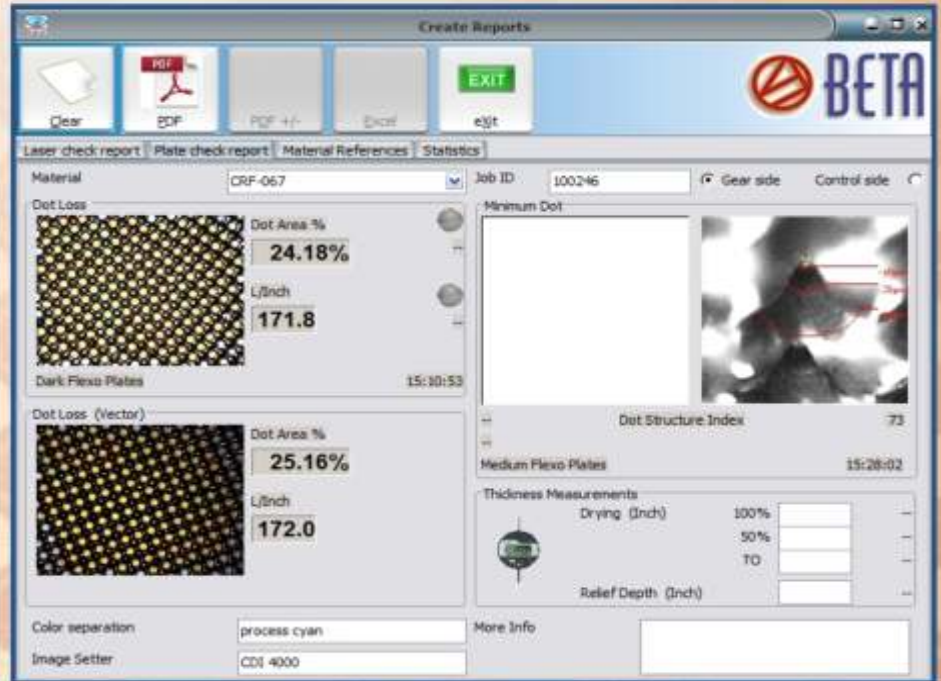 Create Reports
Clear
PDF
PDF
PDF +/-
Excel
EXIT
eXit
BETA
Laser check report
Plate check report
Material References
Statistics
Material
CRF-067
Job ID
100246
Gear side
Control side
Dot Loss
Dot Area %
24.18%
--
L/Inch
171.8
--
Dark Flexo Plates
15:10:53
Minimum Dot
--
Dot Structure Index
73
--
Medium Flexo Plates
15:28:02
Dot Loss (Vector)
Dot Area %
25.16%
L/Inch
172.0
Thickness Measurements
Drying (Inch)
100%
--
50%
--
TO
--
Relief Depth (Inch)
--
Color separation
process cyan
More Info
Image Setter
CDI 4000